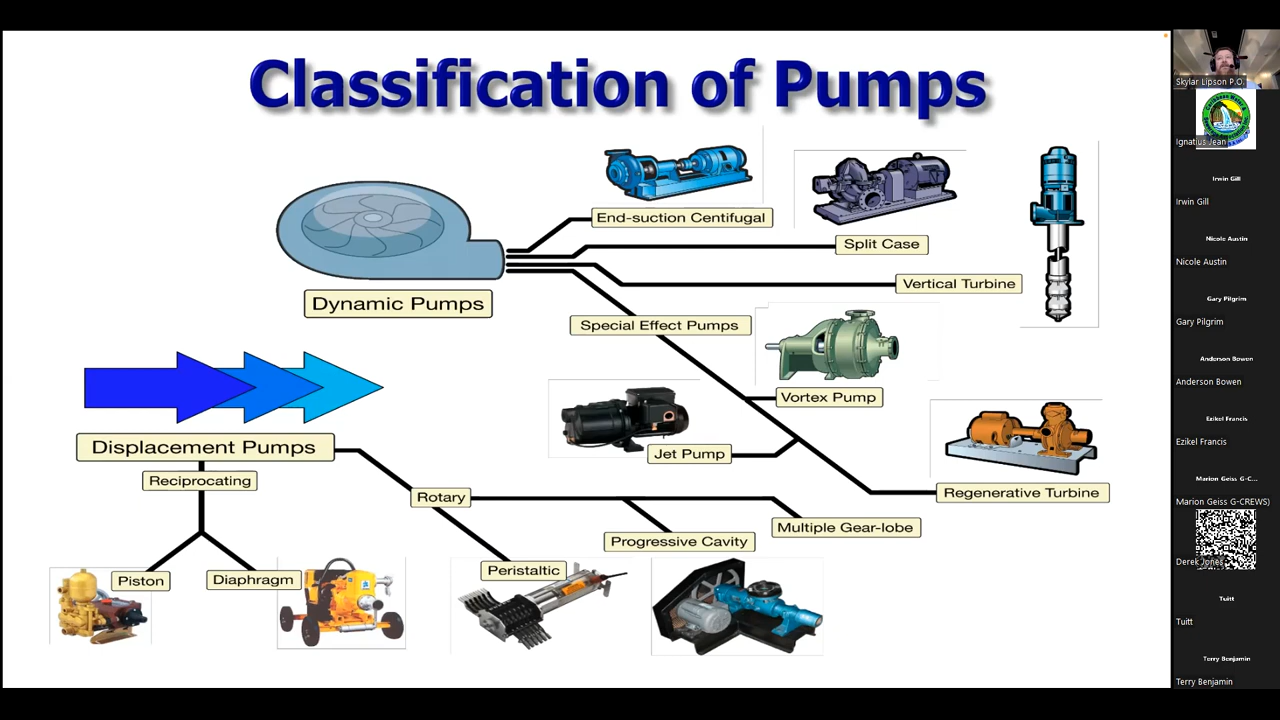 Classification of Pumps
End-suction Centifugal
Split Case
Vertical Turbine
Dynamic Pumps
Special Effect Pumps
Vortex Pump
Jet Pump
Regenerative Turbine
Displacement Pumps
Reciprocating
Rotary
Multiple Gear-lobe
Progressive Cavity
Peristaltic
Piston
Diaphragm
Skylar Lipson P.O.
Ignatius Jean
Irwin Gill
Irwin Gill
Nicole Austin
Nicole Austin
Gary Pilgrim
Gary Pilgrim
Anderson Bowen
Anderson Bowen
Ezikel Francis
Ezikel Francis
Marion Geiss G-C...
Marion Geiss G-CREWS)
Derek Jones
Tuitt
Tuitt
Terry Benjamin
Terry Benjamin